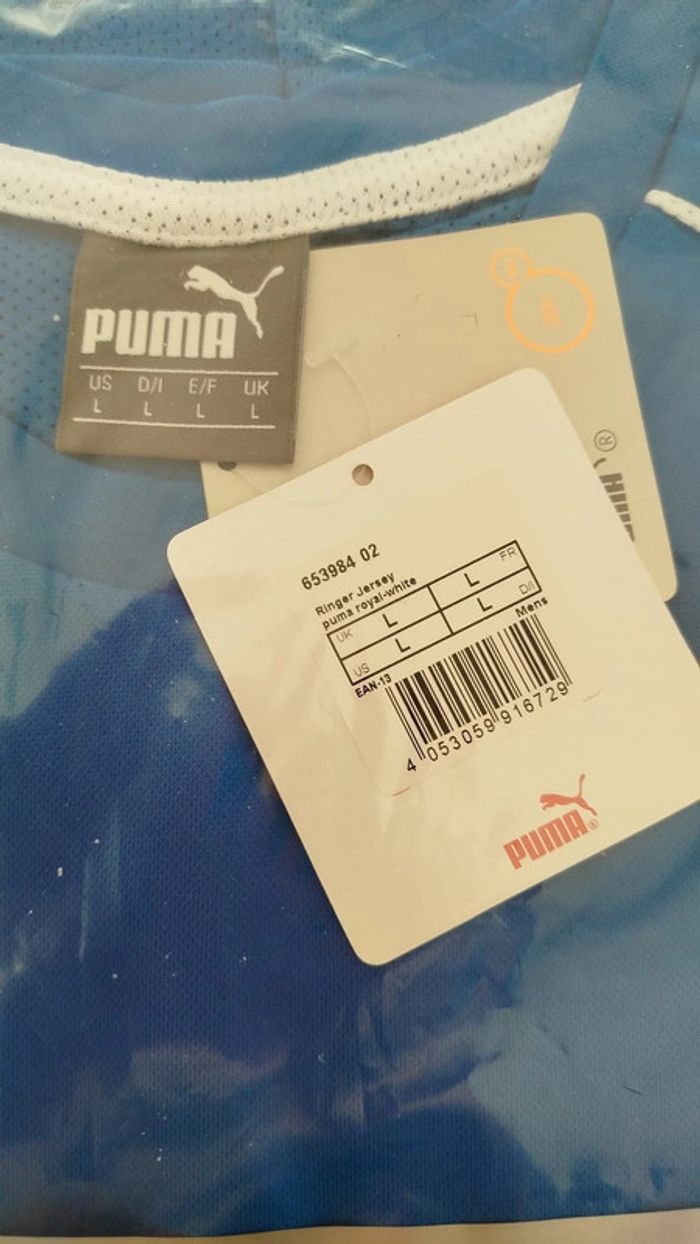 PUMA
US D/I E/F UK
L L L L
653984 02
Ringer Jersey
puma royal-white
UK L L FR
US L L D/I
EAN-13 Mens
4 053059 916729
PUMA®
®